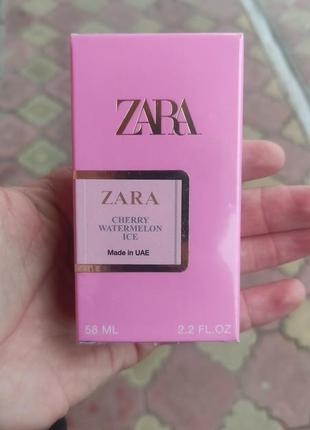 ZARA
ZARA
CHERRY
WATERMELON
ICE
Made in UAE
58 ML 2.2 FL.OZ